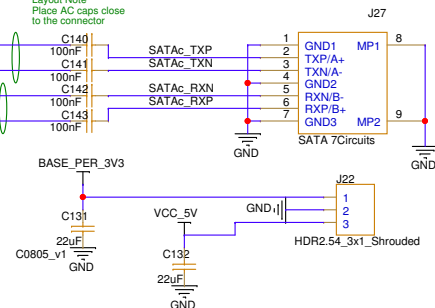 Layout Note
Place AC caps close
to the connector
J27
C140
100nF
SATAc_TXP
1
GND1
MP1
8
2
TXP/A+
C141
100nF
SATAc_TXN
3
TXN/A-
4
GND2
C142
100nF
SATAc_RXN
5
RXN/B-
SATAc_RXP
6
RXP/B+
C143
100nF
7
GND3
MP2
9
SATA 7Circuits
GND
GND
BASE_PER_3V3
J22
1
C131
VCC_5V
GND
2
3
22uF
HDR2.54_3x1_Shrouded
C0805_v1
GND
C132
22uF
GND